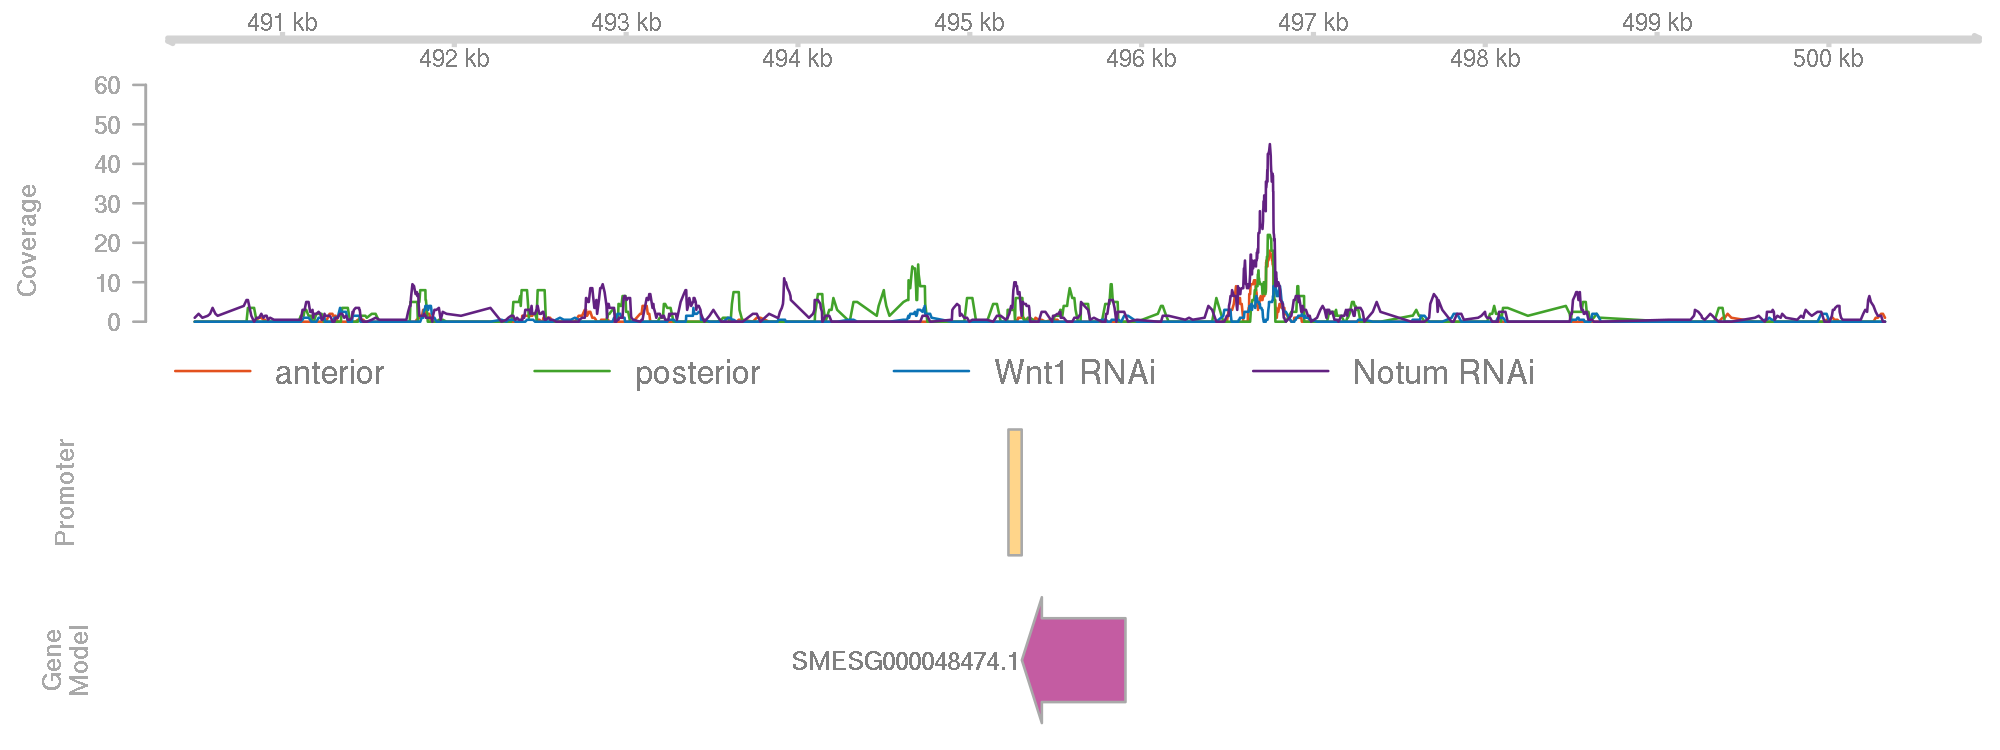 491 kb 493 kb 495 kb 497 kb 499 kb
492 kb 494 kb 496 kb 498 kb 500 kb
60
50
40
30
20
10
0
Coverage
anterior posterior Wnt1 RNAi Notum RNAi
Promoter
Gene
Model
SMESG000048474.1